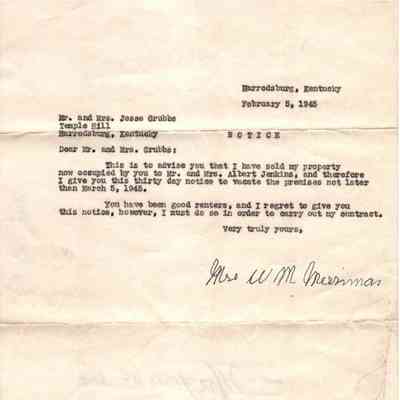 Harrodsburg, Kentucky
February 5, 1945
Mr. and Mrs. Jesse Grubbs
Temple Hill
Harrodsburg, Kentucky
NOTICE
Dear Mr. and Mrs. Grubbs:
This is to advise you that I have sold my property
now occupied by you to Mr. and Mrs. Albert Jenkins, and therefore
I give you this thirty day notice to vacate the premises not later
than March 5, 1945.
You have been good renters, and I regret to give you
this notice, however, I must do so in order to carry out my contract.
Very truly yours,
Mrs W M Merriman